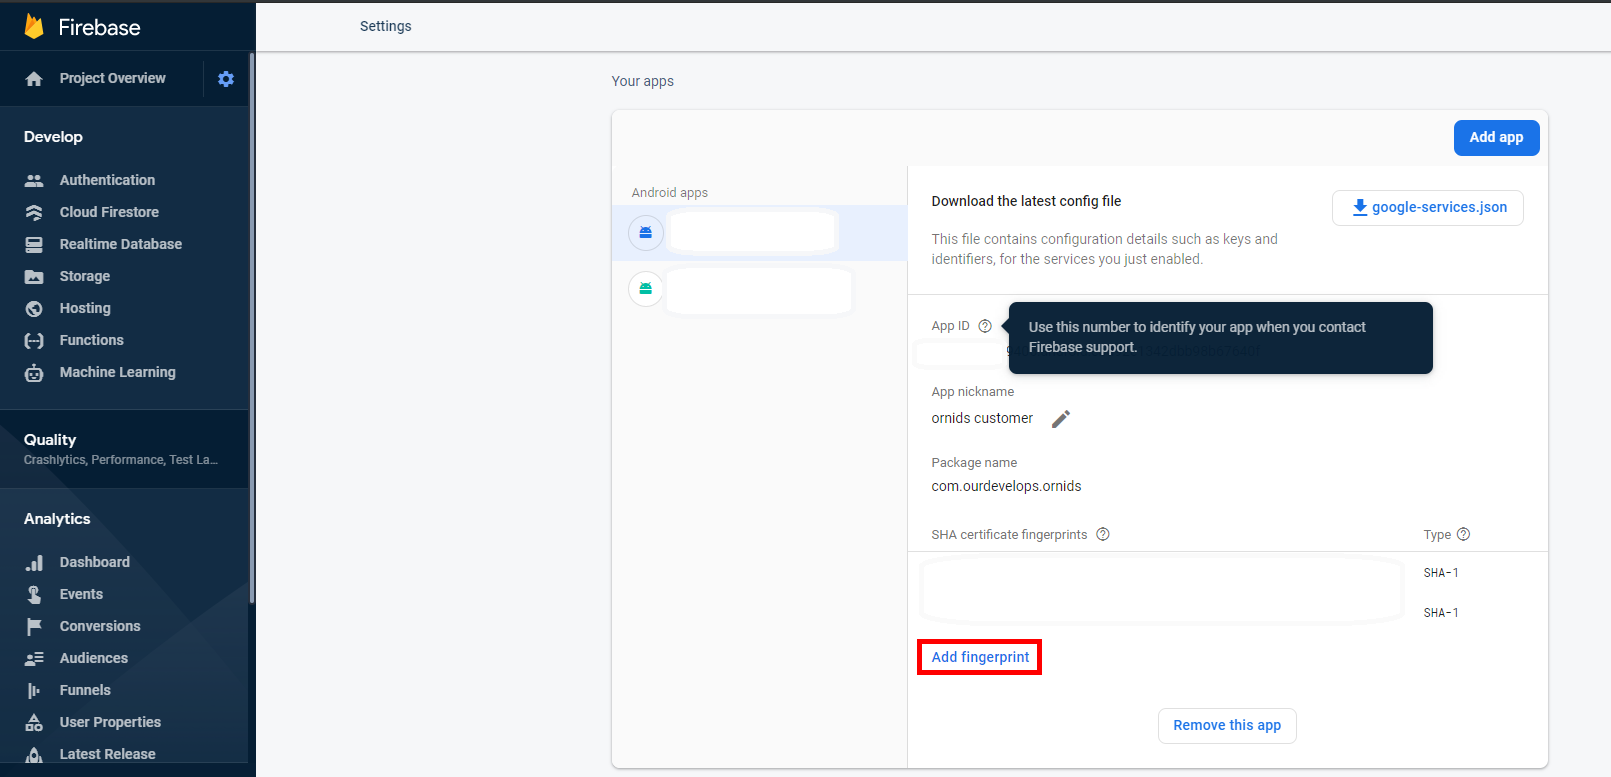 Firebase
Settings
Project Overview
Your apps
Develop
Add app
Authentication
Cloud Firestore
Realtime Database
Storage
Hosting
Functions
Machine Learning
Android apps
Download the latest config file
google-services.json
This file contains configuration details such as keys and
identifiers, for the services you just enabled.
App ID
Use this number to identify your app when you contact
Firebase support.
App nickname
ornids customer
Quality
Crashlytics, Performance, Test La...
Package name
com.ourdevelops.ornids
Analytics
SHA certificate fingerprints
Type
Dashboard
Events
Conversions
Audiences
Funnels
User Properties
Latest Release
SHA-1
SHA-1
Add fingerprint
Remove this app